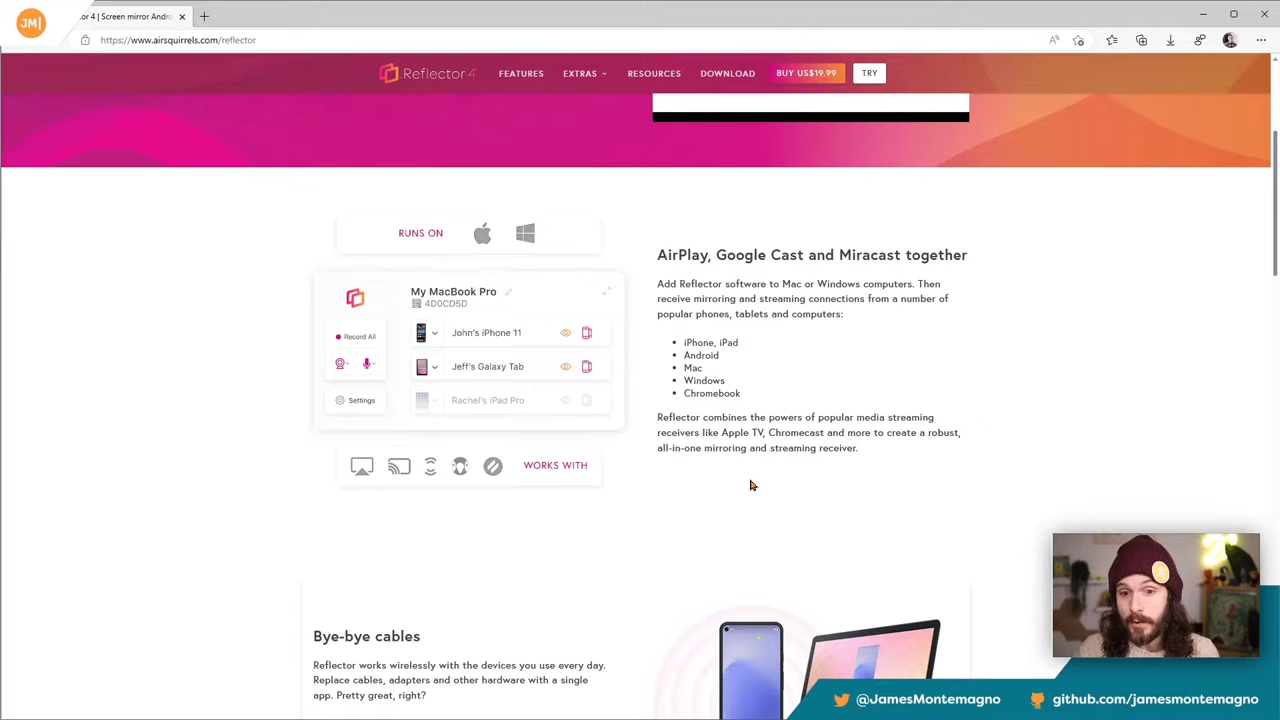 JM|
or 4 | Screen mirror Andro
https://www.airsquirrels.com/reflector
Reflector 4
FEATURES
EXTRAS
RESOURCES
DOWNLOAD
BUY US$19.99
TRY
RUNS ON
My MacBook Pro
4D0CD5D
Record All
John's iPhone 11
Jeff's Galaxy Tab
Settings
Rachel's iPad Pro
WORKS WITH
AirPlay, Google Cast and Miracast together
Add Reflector software to Mac or Windows computers. Then
receive mirroring and streaming connections from a number of
popular phones, tablets and computers:
• iPhone, iPad
• Android
• Mac
• Windows
• Chromebook
Reflector combines the powers of popular media streaming
receivers like Apple TV, Chromecast and more to create a robust,
all-in-one mirroring and streaming receiver.
Bye-bye cables
Reflector works wirelessly with the devices you use every day.
Replace cables, adapters and other hardware with a single
app. Pretty great, right?
@JamesMontemagno
github.com/jamesmontemagno